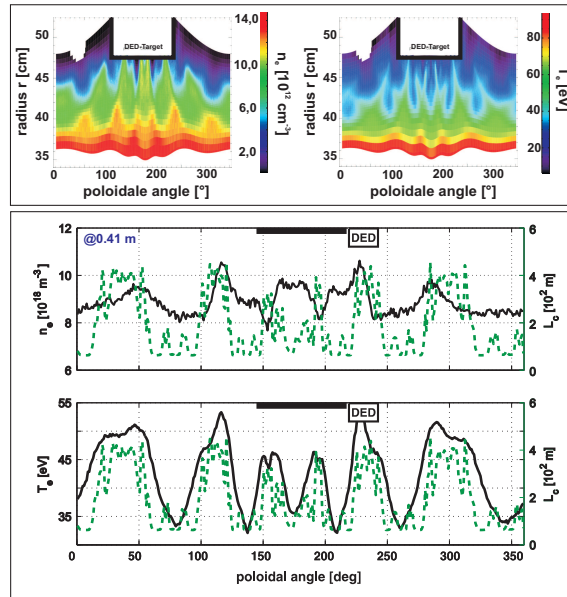 radius r [cm]
50
45
40
35
0
100
200
300
poloidale angle [°]
DED-Target
14,0
10,0
6,0
2,0
nₑ [10¹² cm⁻³]
radius r [cm]
50
45
40
35
0
100
200
300
poloidale angle [°]
DED-Target
80
60
40
20
[eV]
@0.41 m
DED
12
10
8
6
nₑ [10¹⁸ m⁻³]
6
4
2
0
L_c [10² m]
DED
55
45
35
Tₑ [eV]
6
4
2
0
L_c [10² m]
0
50
100
150
200
250
300
350
poloidal angle [deg]